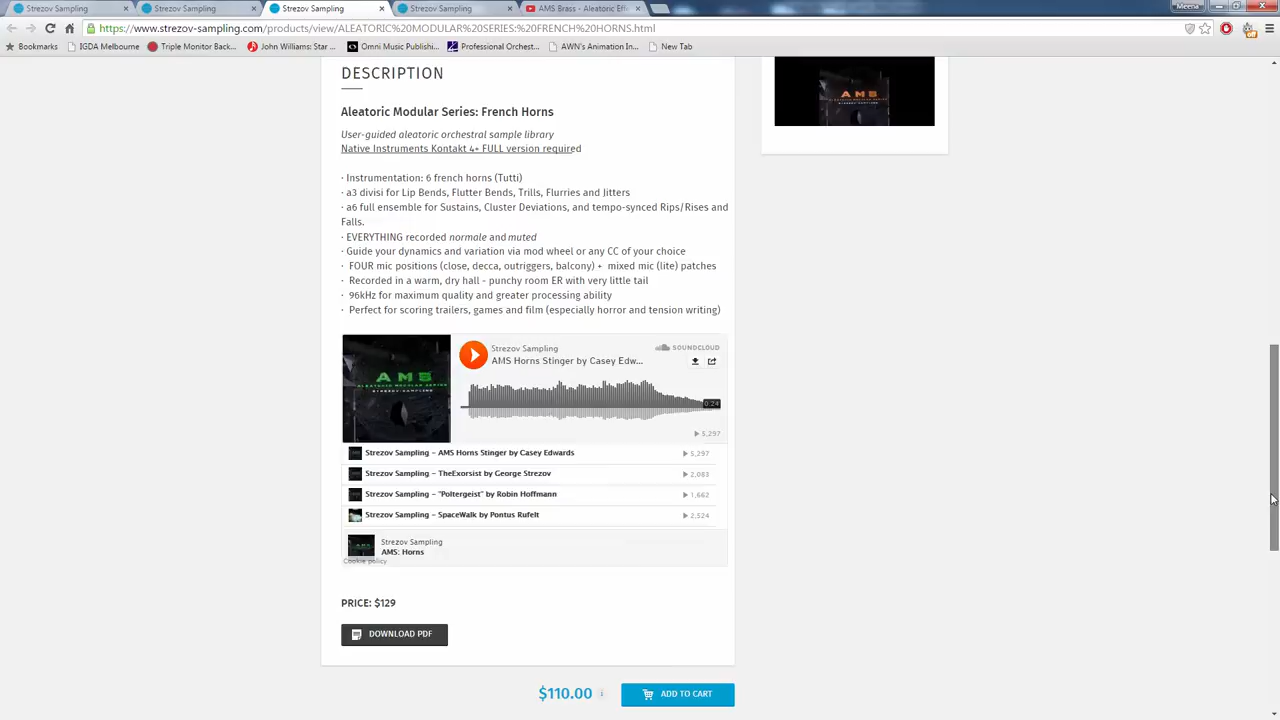 Strezov Sampling
Strezov Sampling
Strezov Sampling
Strezov Sampling
AMS Brass - Aleatoric Effe
Meena
https://www.strezov-sampling.com/products/view/ALEATORIC%20MODULAR%20SERIES:%20FRENCH%20HORNS.html
Bookmarks
IGDA Melbourne
Triple Monitor Back...
John Williams: Star ...
Omni Music Publishi...
Professional Orchest...
AWN's Animation In...
New Tab
DESCRIPTION
Aleatoric Modular Series: French Horns
User-guided aleatoric orchestral sample library
Native Instruments Kontakt 4+ FULL version required
· Instrumentation: 6 french horns (Tutti)
· a3 divisi for Lip Bends, Flutter Bends, Trills, Flurries and Jitters
· a6 full ensemble for Sustains, Cluster Deviations, and tempo-synced Rips/Rises and
Falls.
· EVERYTHING recorded normale and muted
· Guide your dynamics and variation via mod wheel or any CC of your choice
· FOUR mic positions (close, decca, outriggers, balcony) + mixed mic (lite) patches
· Recorded in a warm, dry hall - punchy room ER with very little tail
· 96kHz for maximum quality and greater processing ability
· Perfect for scoring trailers, games and film (especially horror and tension writing)
AMS
AMS
ALEATORIC MODULAR SERIES
STREZOV SAMPLING
Strezov Sampling
SOUNDCLOUD
AMS Horns Stinger by Casey Edw...
0:24
5,297
Strezov Sampling - AMS Horns Stinger by Casey Edwards
5,297
Strezov Sampling - TheExorsist by George Strezov
2,083
Strezov Sampling - "Poltergeist" by Robin Hoffmann
1,662
Strezov Sampling - SpaceWalk by Pontus Rufelt
2,524
Strezov Sampling
AMS: Horns
Cookie policy
PRICE: $129
DOWNLOAD PDF
$110.00
ADD TO CART